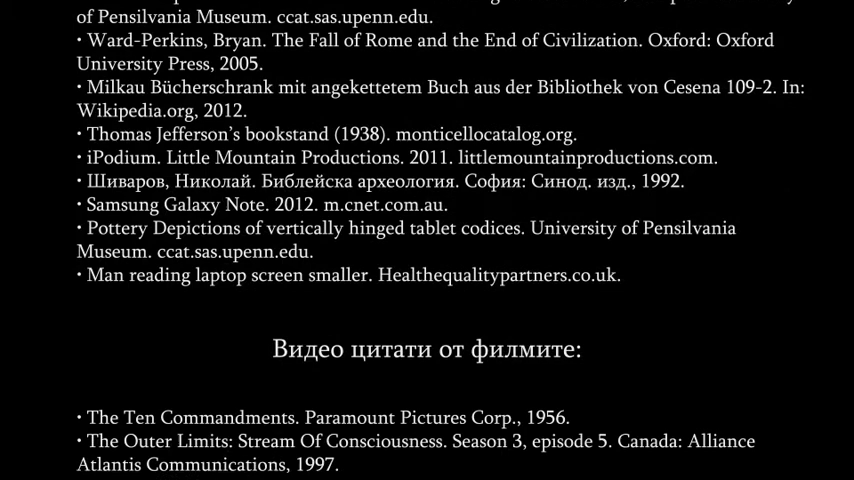 of Pensilvania Museum. ccat.sas.upenn.edu.
• Ward-Perkins, Bryan. The Fall of Rome and the End of Civilization. Oxford: Oxford
University Press, 2005.
• Milkau Bücherschrank mit angekettetem Buch aus der Bibliothek von Cesena 109-2. In:
Wikipedia.org, 2012.
• Thomas Jefferson's bookstand (1938). monticellocatalog.org.
• iPodium. Little Mountain Productions. 2011. littlemountainproductions.com.
• Шиваров, Николай. Библейска археология. София: Синод. изд., 1992.
• Samsung Galaxy Note. 2012. m.cnet.com.au.
• Pottery Depictions of vertically hinged tablet codices. University of Pensilvania
Museum. ccat.sas.upenn.edu.
• Man reading laptop screen smaller. Healthequalitypartners.co.uk.
Видео цитати от филмите:
• The Ten Commandments. Paramount Pictures Corp., 1956.
• The Outer Limits: Stream Of Consciousness. Season 3, episode 5. Canada: Alliance
Atlantis Communications, 1997.